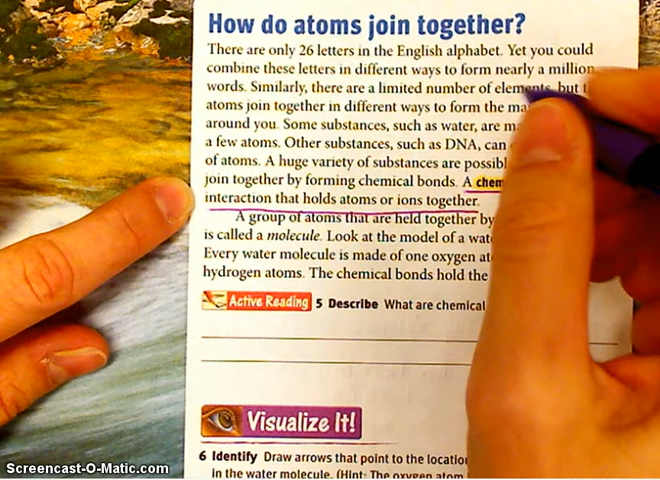 How do atoms join together?
There are only 26 letters in the English alphabet. Yet you could
combine these letters in different ways to form nearly a million
words. Similarly, there are a limited number of elements, but
atoms join together in different ways to form the
around you. Some substances, such as water, are
a few atoms. Other substances, such as DNA, can
of atoms. A huge variety of substances are
join together by forming chemical bonds. A
interaction that holds atoms or ions together.
A group of atoms that are held together by
is called a molecule. Look at the model of a
Every water molecule is made of one oxygen
hydrogen atoms. The chemical bonds hold the
Active Reading 5 Describe What are chemical
Visualize It!
6 Identify Draw arrows that point to the
in the water molecule. (Hint: The oxygen atom
Screencast-O-Matic.com